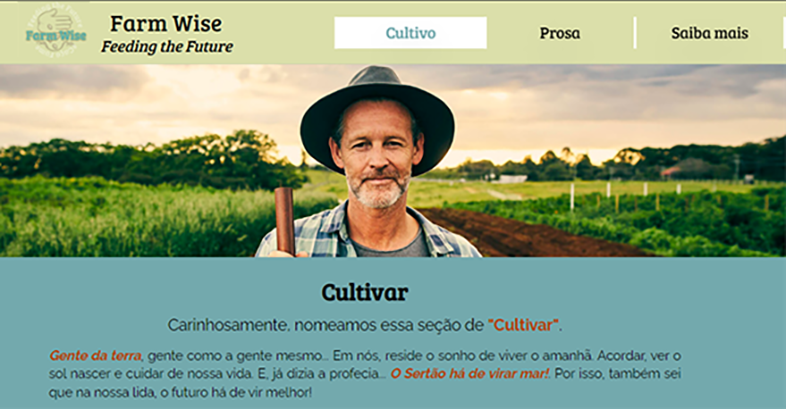 Farm Wise
Farm Wise
Feeding the Future
Cultivo
Prosa
Saiba mais
Cultivar
Carinhosamente, nomeamos essa seção de "Cultivar".
Gente da terra, gente como a gente mesmo... Em nós, reside o sonho de viver o amanhã. Acordar, ver o
sol nascer e cuidar de nossa vida. E, já dizia a profecia... O Sertão há de virar mar!. Por isso, também sei
que na nossa lida, o futuro há de vir melhor!